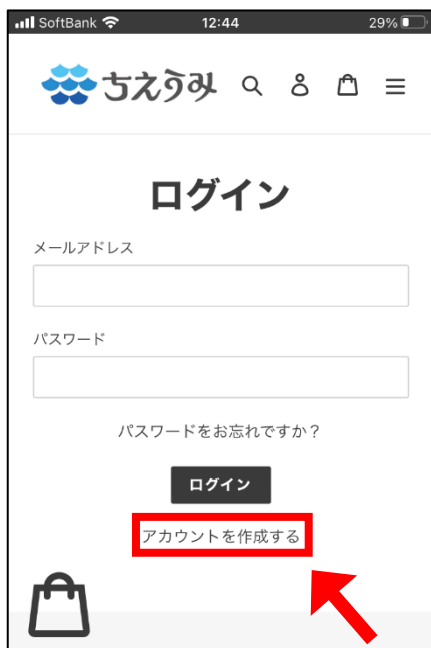 SoftBank 12:44 29%
ちえうみ
ログイン
メールアドレス
パスワード
パスワードをお忘れですか？
ログイン
アカウントを作成する